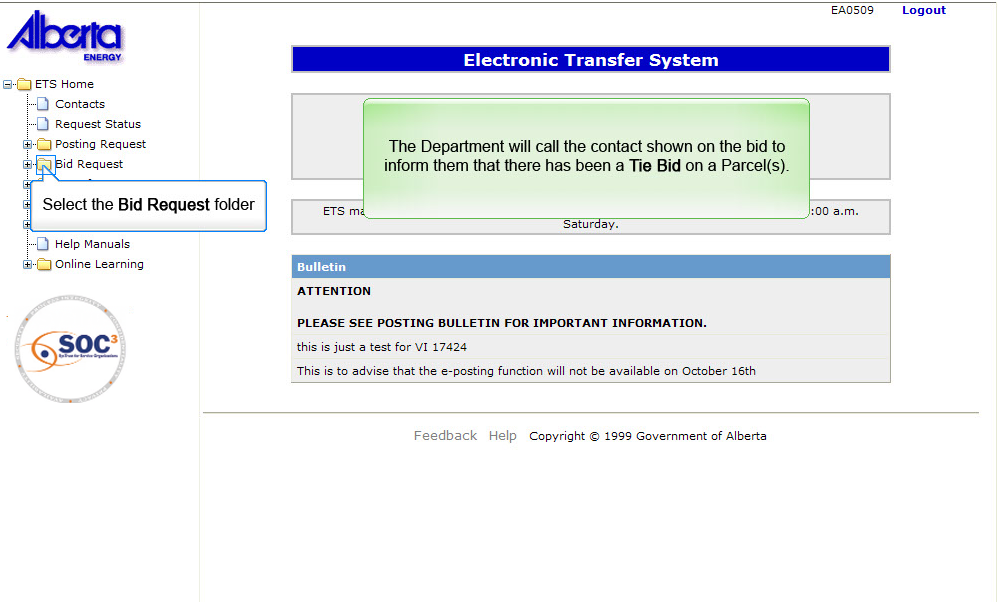 EA0509 Logout
Alberta
ENERGY
Electronic Transfer System
ETS Home
Contacts
Request Status
Posting Request
Bid Request
Select the Bid Request folder
Help Manuals
Online Learning
SOC3
The Department will call the contact shown on the bid to
inform them that there has been a Tie Bid on a Parcel(s).
ETS ma :00 a.m.
Saturday.
Bulletin
ATTENTION
PLEASE SEE POSTING BULLETIN FOR IMPORTANT INFORMATION.
this is just a test for VI 17424
This is to advise that the e-posting function will not be available on October 16th
Feedback Help Copyright © 1999 Government of Alberta